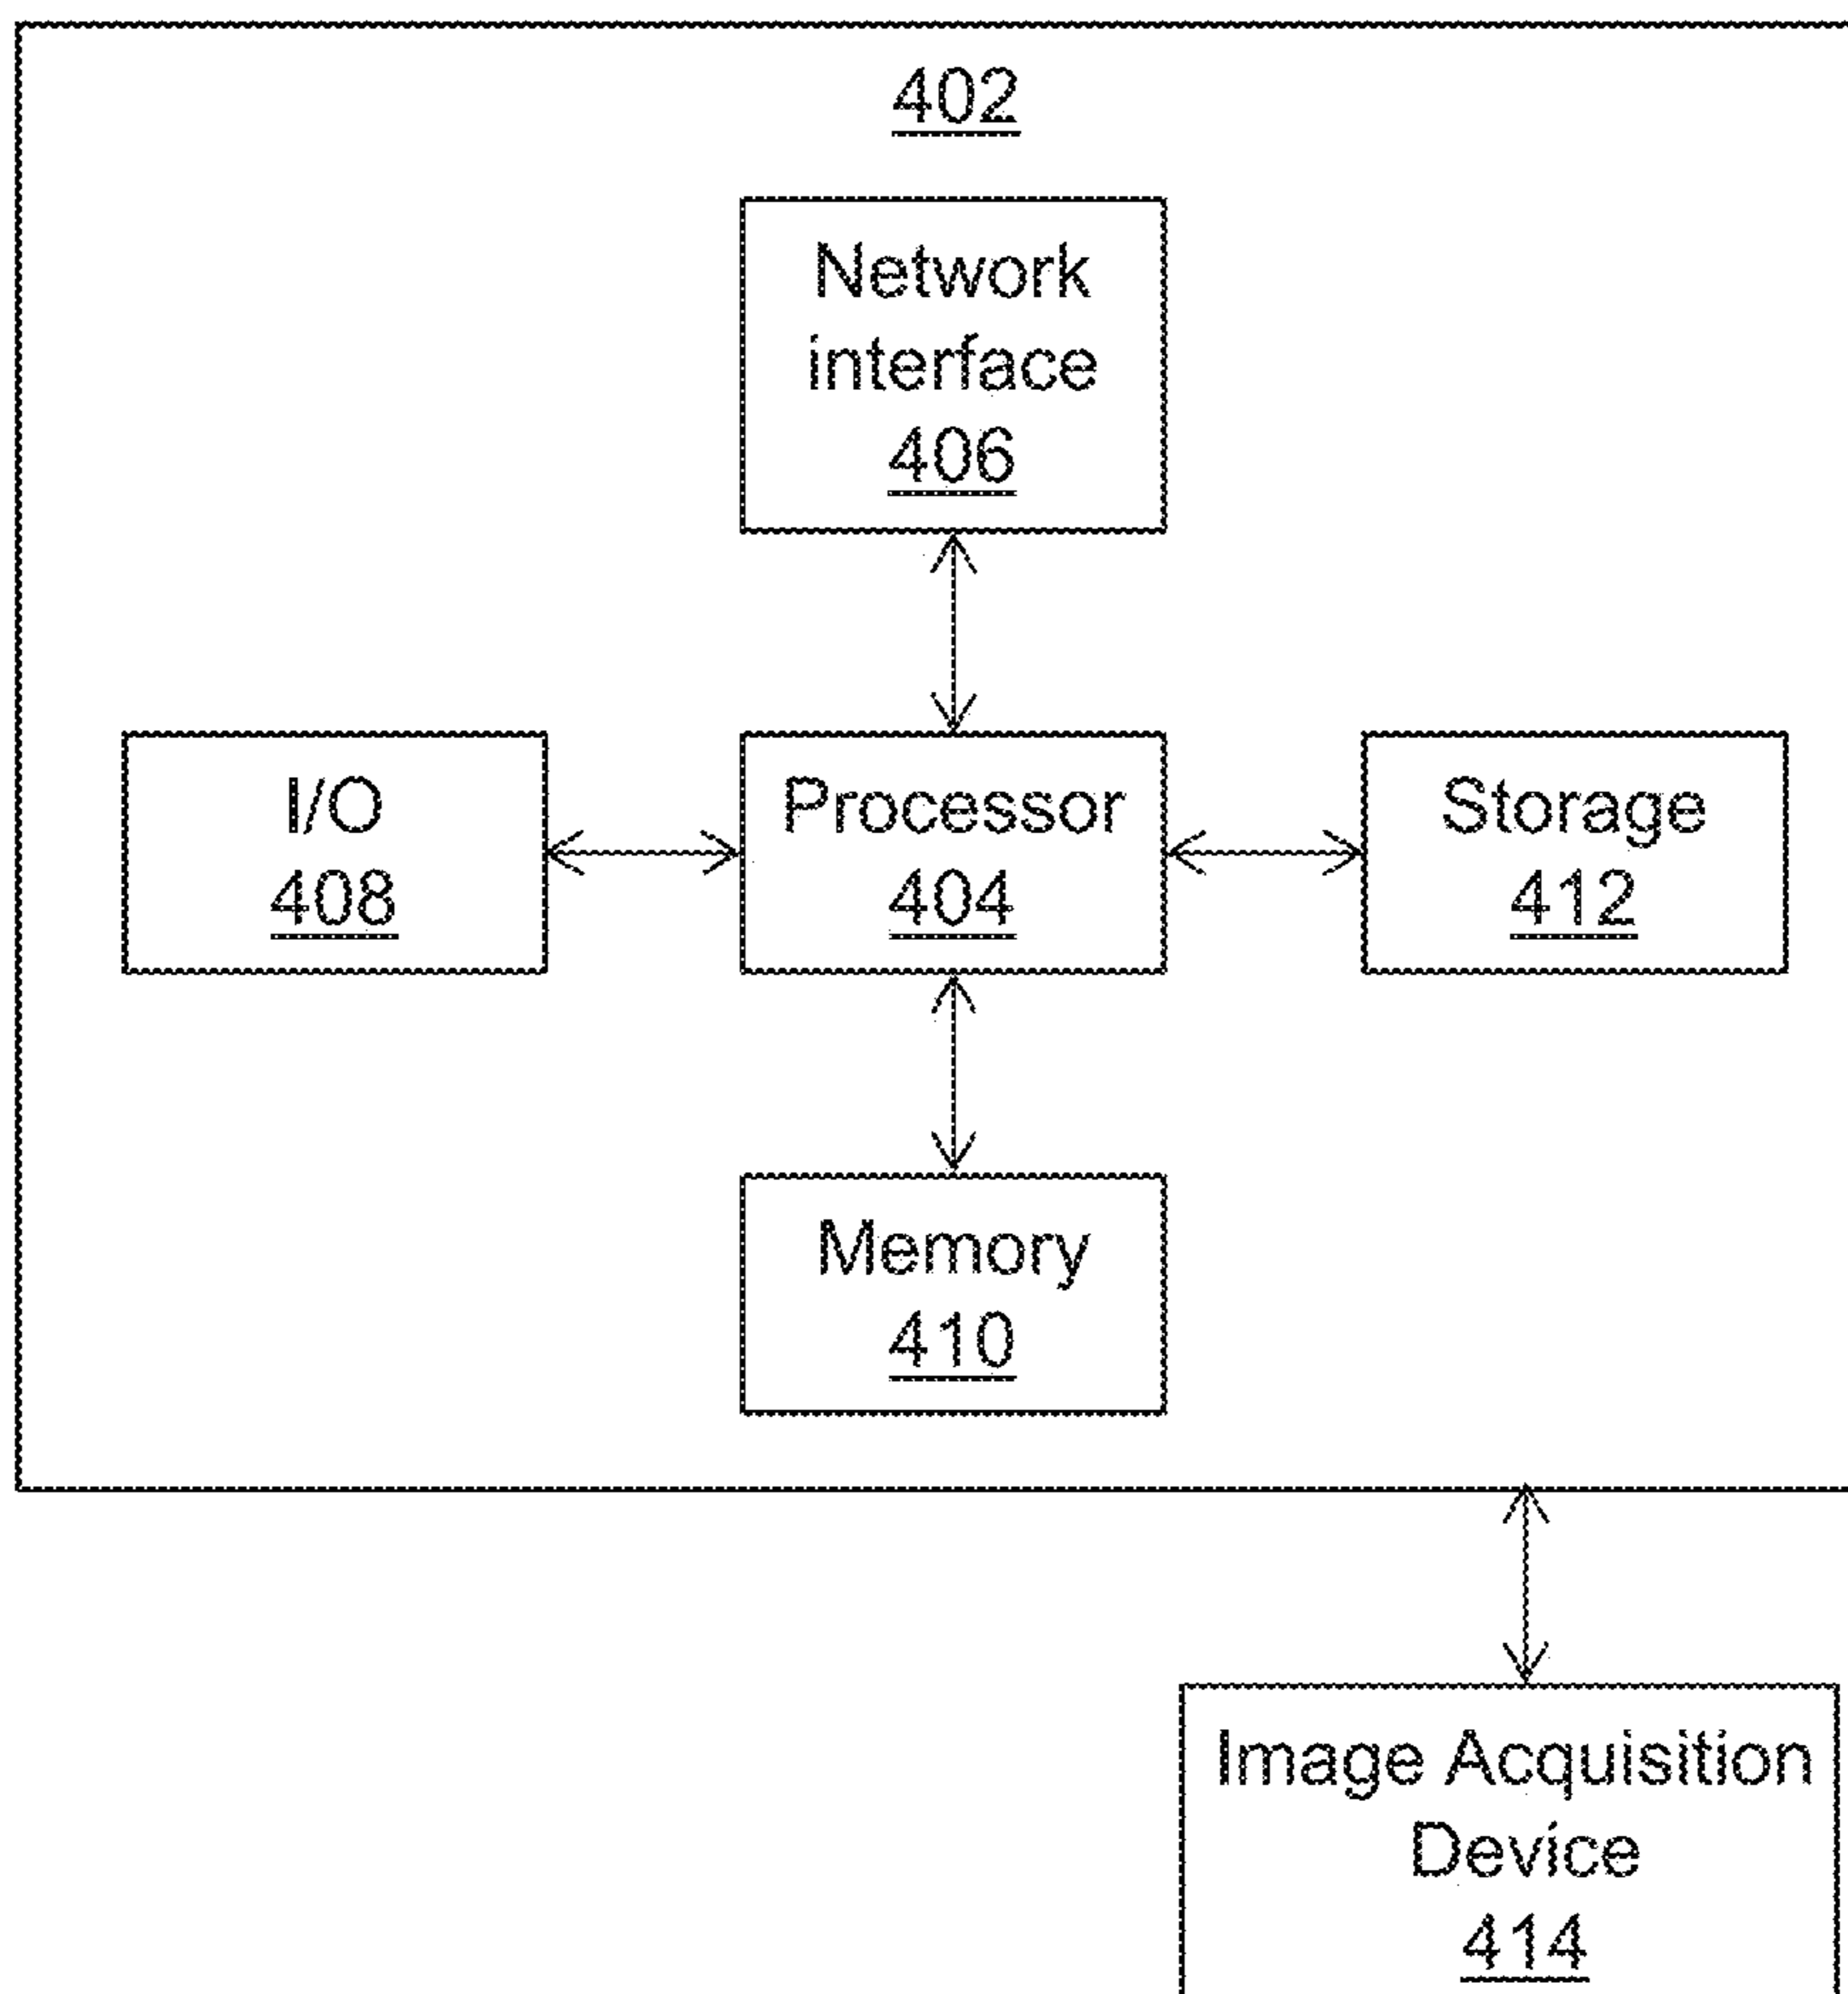 402
Network
interface
406
I/O
408
Processor
404
Storage
412
Memory
410
Image Acquisition
Device
414